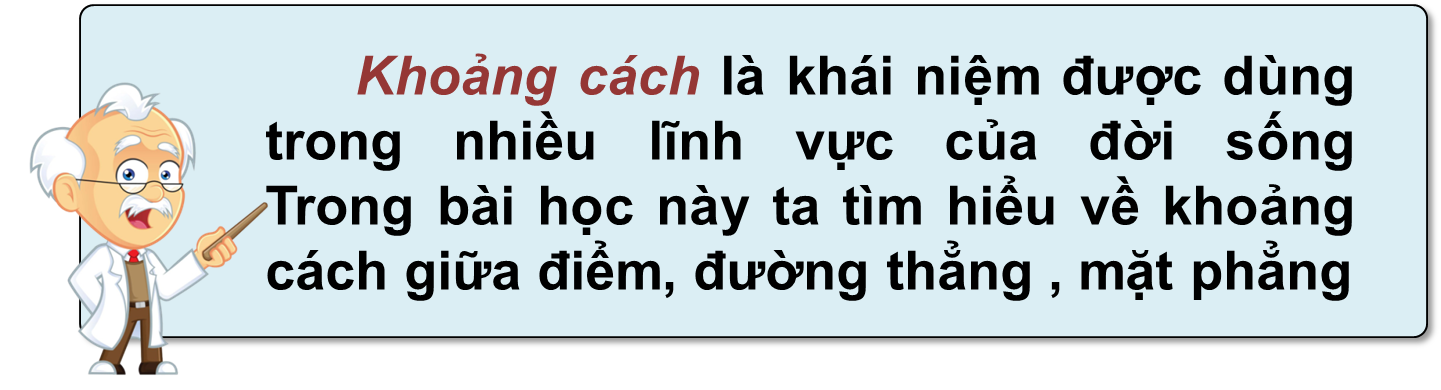 Khoảng cách là khái niệm được dùng
trong nhiều lĩnh vực của đời sống
Trong bài học này ta tìm hiểu về khoảng
cách giữa điểm, đường thẳng , mặt phẳng